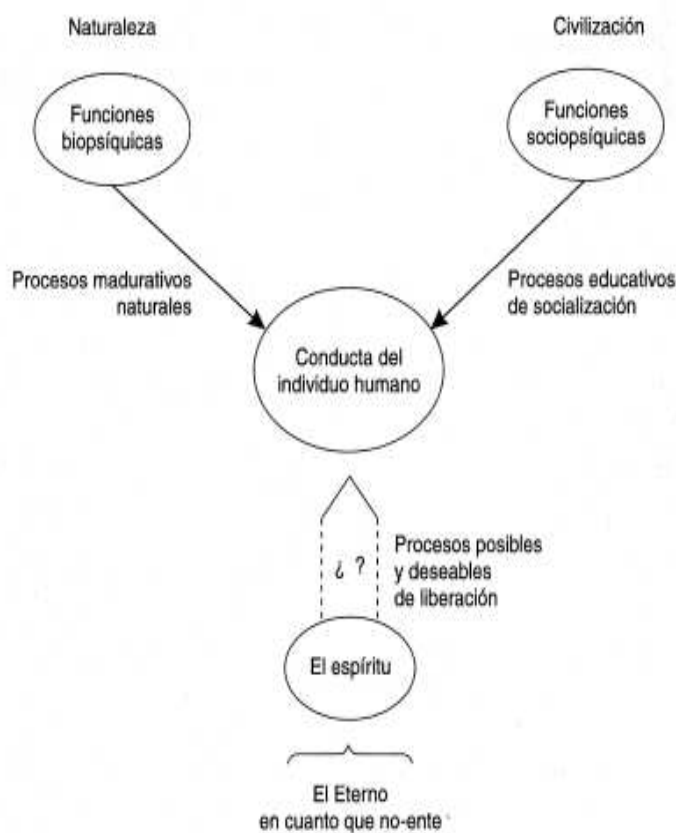 Naturaleza
Civilización
Funciones
biopsíquicas
Funciones
sociopsíquicas
Procesos madurativos
naturales
Procesos educativos
de socialización
Conducta del
individuo humano
¿ ?
Procesos posibles
y deseables
de liberación
El espíritu
El Eterno
en cuanto que no-ente